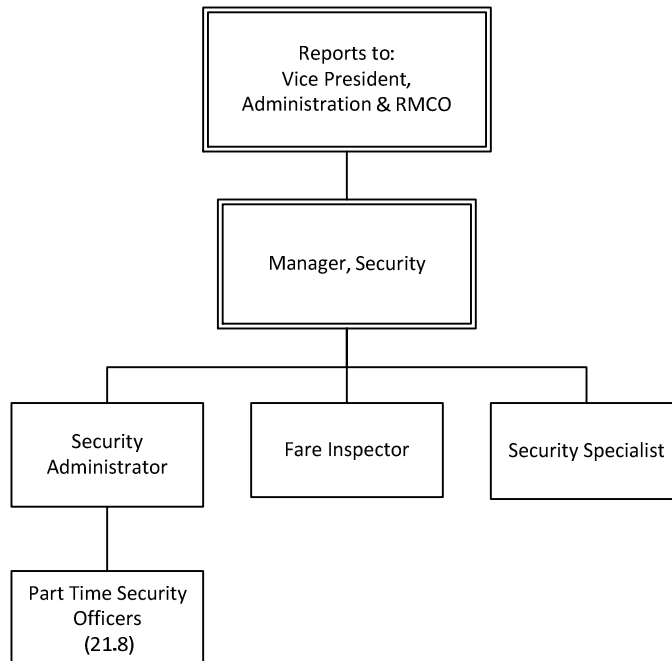 Reports to:
Vice President,
Administration & RMCO
Manager, Security
Security
Administrator
Fare Inspector
Security Specialist
Part Time Security
Officers
(21.8)